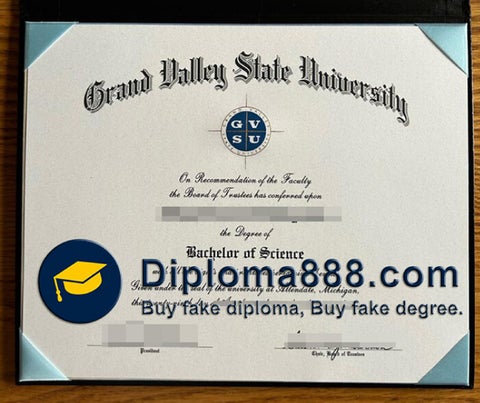 Grand Valley State University
G V
S U
On Recommendation of the Faculty
the Board of Trustees has conferred upon
the Degree of
Bachelor of Science
Diploma888.com
Given under the seal of the university at Allendale, Michigan,
Buy fake diploma, Buy fake degree.
President
Chair, Board of Trustees